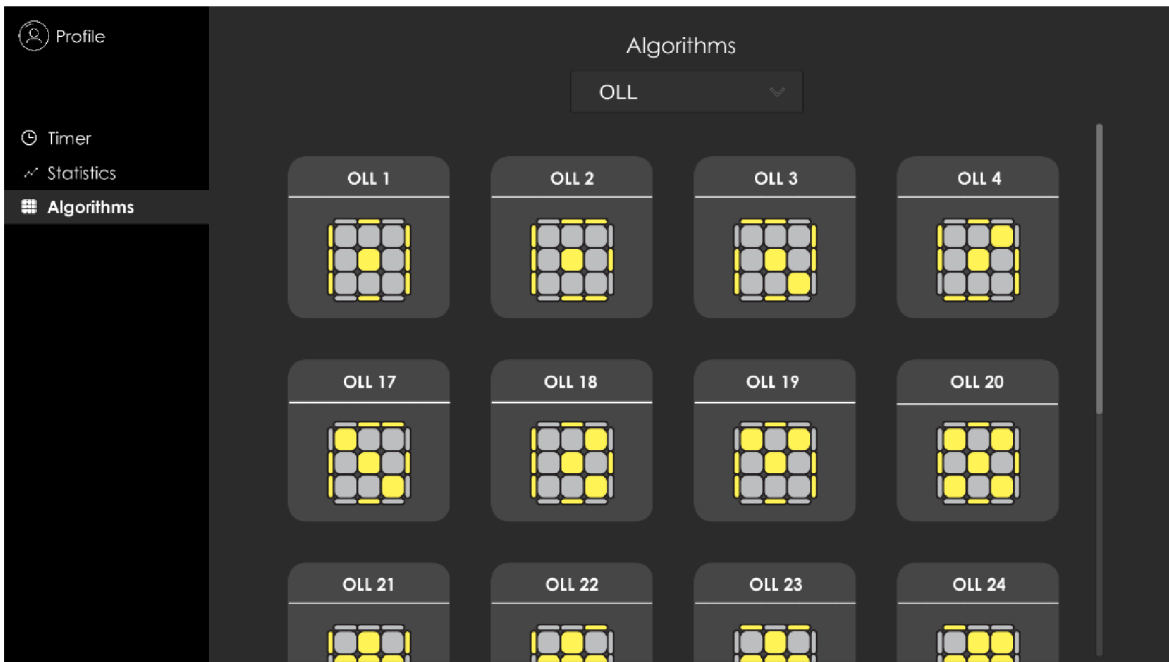 Profile
Timer
Statistics
Algorithms
Algorithms
OLL
OLL 1
OLL 2
OLL 3
OLL 4
OLL 17
OLL 18
OLL 19
OLL 20
OLL 21
OLL 22
OLL 23
OLL 24